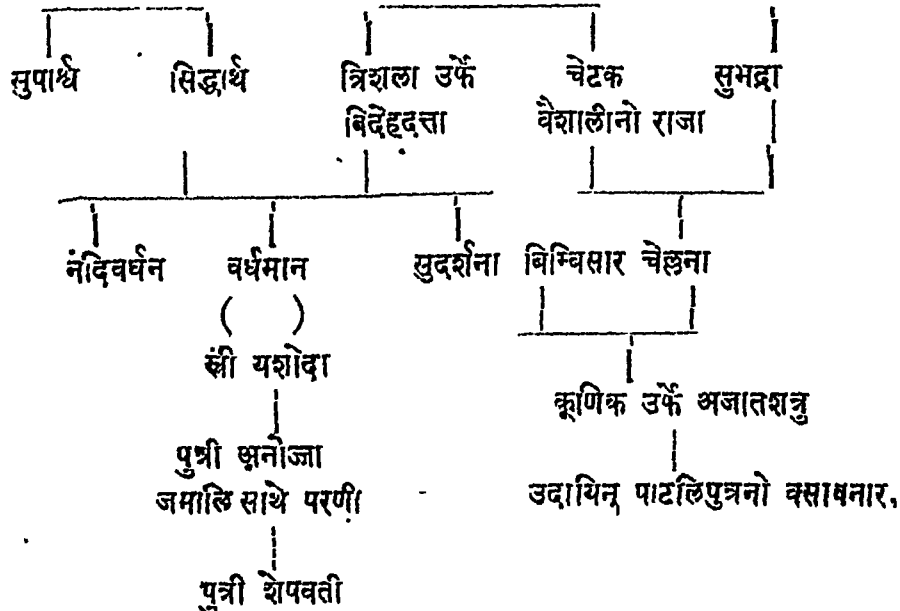 सुपार्श्व सिद्धार्थ त्रिशला उर्फे चेटक सुभद्रा
बिदेहदत्ता वैशालीनो राजा
नंदिवर्धन वर्धमान सुदर्शना बिम्बिसार चेल्लना
( )
स्त्री यशोदा
कूणिक उर्फे अजातशत्रु
पुत्री अनोज्जा
जमालि साथे परणी उदायिन् पाटलिपुत्रनो वसावनार.
पुत्री शेपवती